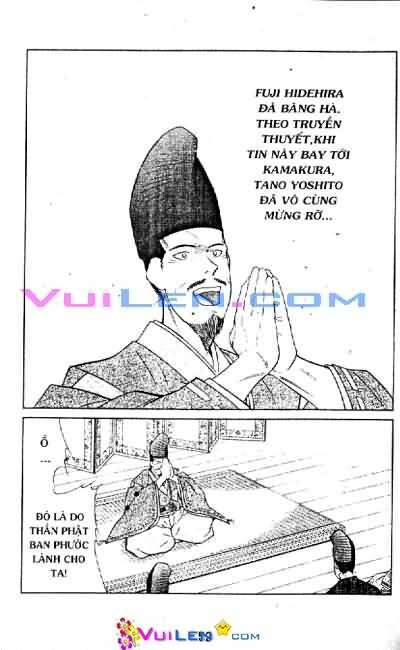 FUJI HIDEHIRA
ĐÃ BĂNG HÀ.
THEO TRUYỀN
THUYẾT,KHI
TIN NÀY BAY TỚI
KAMAKURA,
TANO YOSHITO
ĐÃ VÔ CÙNG
MỪNG RỠ...
VUILEN.COM
Ồ
...
ĐÓ LÀ DO
THẦN PHẬT
BAN PHƯỚC
LÀNH CHO
TA!
VUILEN .COM